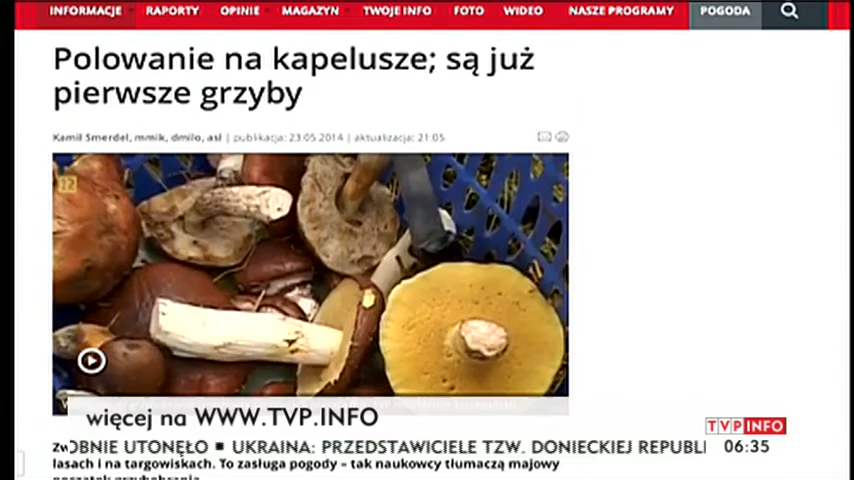 INFORMACJE RAPORTY OPINIE MAGAZYN TWOJE INFO FOTO WIDEO NASZE PROGRAMY POGODA
Polowanie na kapelusze; są już
pierwsze grzyby
Kamil Smerdel, mmik, dmilo, asl | publikacja: 23.05.2014 | aktualizacja: 21:05
12
więcej na WWW.TVP.INFO
TVP INFO
OBNIE UTONĘŁO ▪ UKRAINA: PRZEDSTAWICIELE TZW. DONIECKIEJ REPUBLI 06:35
lasach i na targowiskach. To zasługa pogody – tak naukowcy tłumaczą majowy